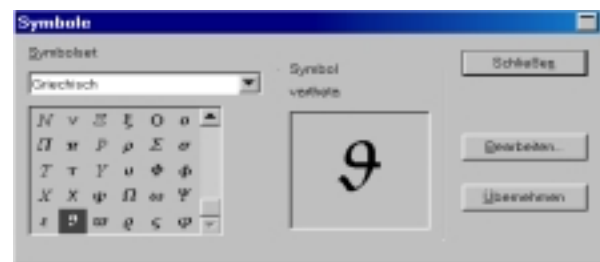 Symbole
Symbolset
Griechisch
Symbol
vartheta
Schließen
Bearbeiten...
Übernehmen
Ν ν Ξ ξ Ο ο
Π π Ρ ρ Σ σ
Τ τ Υ υ Φ φ
Χ χ ψ Ω ω Ψ
ε ϑ ϖ ϱ ς φ
ϑ